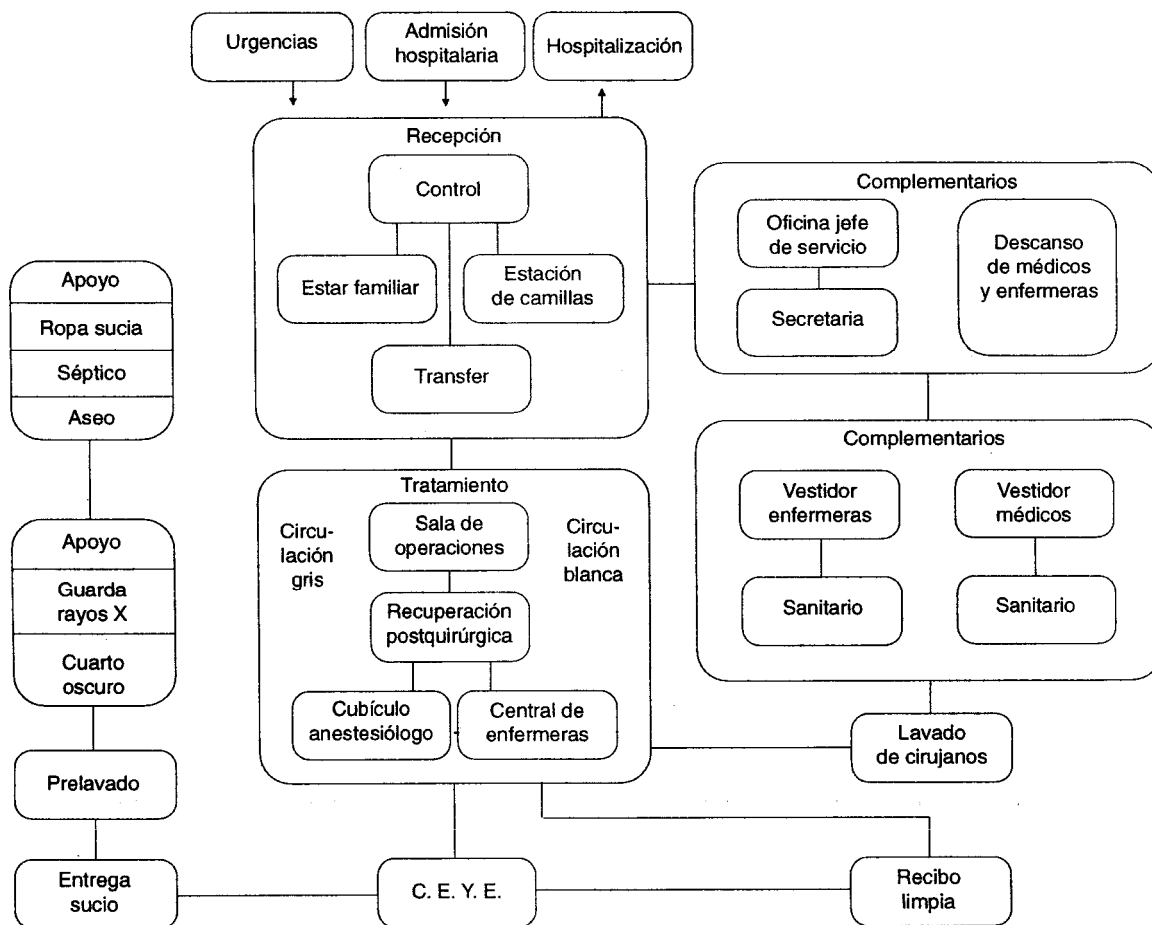 Urgencias
Admisión
hospitalaria
Hospitalización
Recepción
Control
Estar familiar
Estación
de camillas
Transfer
Complementarios
Oficina jefe
de servicio
Secretaria
Descanso
de médicos
y enfermeras
Apoyo
Ropa sucia
Séptico
Aseo
Complementarios
Vestidor
enfermeras
Vestidor
médicos
Sanitario
Sanitario
Tratamiento
Circu-
lación
gris
Sala de
operaciones
Circu-
lación
blanca
Recuperación
postquirúrgica
Cubículo
anestesiólogo
Central de
enfermeras
Apoyo
Guarda
rayos X
Cuarto
oscuro
Lavado
de cirujanos
Prelavado
Entrega
sucio
C. E. Y. E.
Recibo
limpia